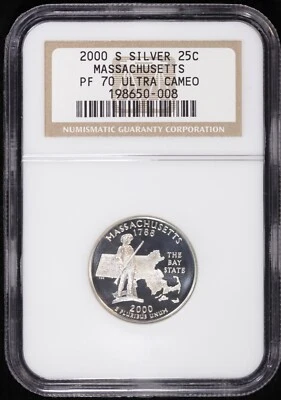 2000 S SILVER 25C
MASSACHUSETTS
PF 70 ULTRA CAMEO
198650-008
NUMISMATIC GUARANTY CORPORATION
MASSACHUSETTS
1788
THE
BAY
STATE
2000
E PLURIBUS UNUM